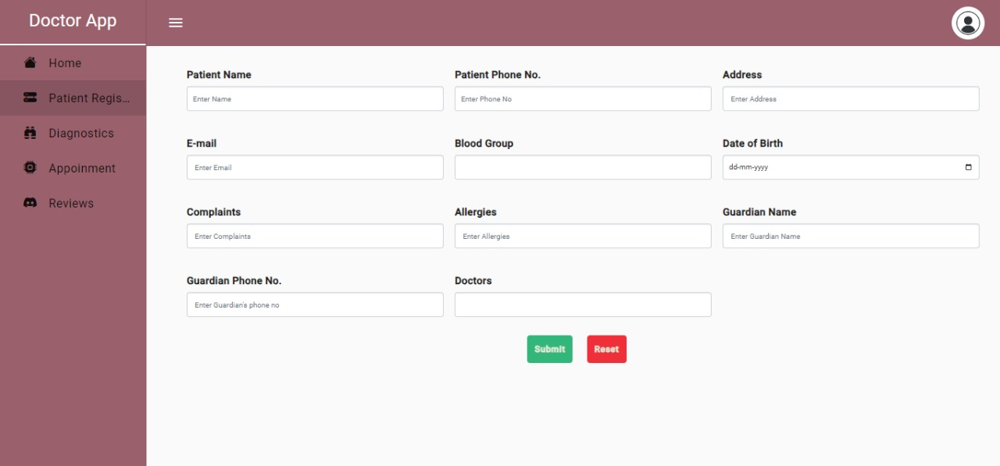 Doctor App
Home
Patient Regis...
Diagnostics
Appoinment
Reviews
Patient Name
Patient Phone No.
Address
Enter Name
Enter Phone No
Enter Address
E-mail
Blood Group
Date of Birth
Enter Email
dd-mm-yyyy
Complaints
Allergies
Guardian Name
Enter Complaints
Enter Allergies
Enter Guardian Name
Guardian Phone No.
Doctors
Enter Guardian's phone no
Submit
Reset